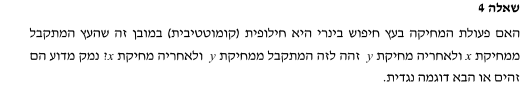 שאלה 4
האם פעולת המחיקה בעץ חיפוש בינרי היא חילופית (קומוטטיבית) במובן זה שהעץ המתקבל
ממחיקת x ולאחריה מחיקת y זהה לזה המתקבל ממחיקת y ולאחריה מחיקת x? נמק מדוע הם
זהים או הבא דוגמה נגדית.